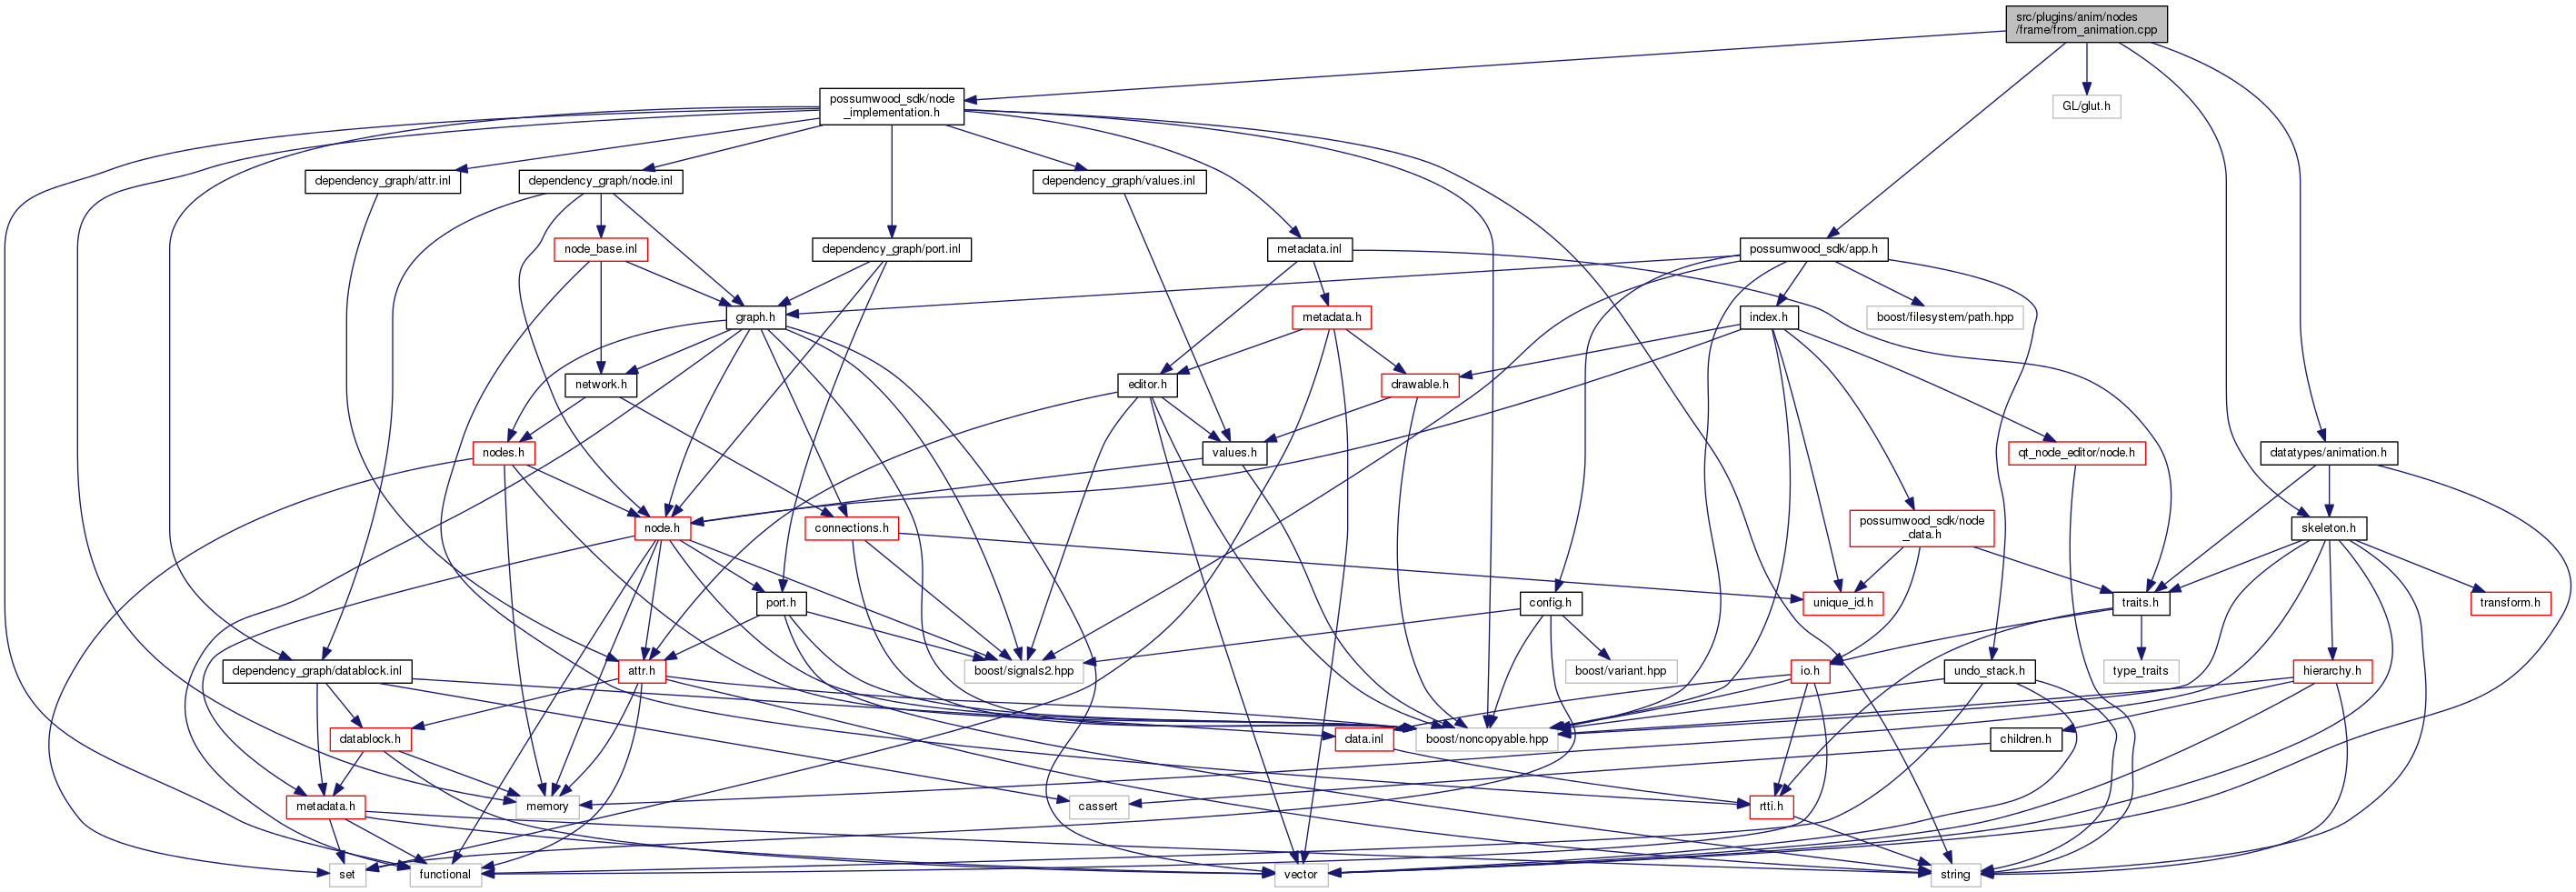 src/plugins/anim/nodes
/frame/from_animation.cpp
possumwood_sdk/node
_implementation.h
GL/glut.h
dependency_graph/attr.inl
dependency_graph/node.inl
dependency_graph/values.inl
node_base.inl
dependency_graph/port.inl
metadata.inl
possumwood_sdk/app.h
graph.h
metadata.h
index.h
boost/filesystem/path.hpp
network.h
editor.h
drawable.h
nodes.h
values.h
qt_node_editor/node.h
datatypes/animation.h
node.h
connections.h
possumwood_sdk/node
_data.h
skeleton.h
port.h
config.h
unique_id.h
traits.h
transform.h
dependency_graph/datablock.inl
attr.h
boost/signals2.hpp
boost/variant.hpp
io.h
undo_stack.h
type_traits
hierarchy.h
datablock.h
data.inl
boost/noncopyable.hpp
children.h
metadata.h
memory
cassert
rtti.h
set
functional
vector
string